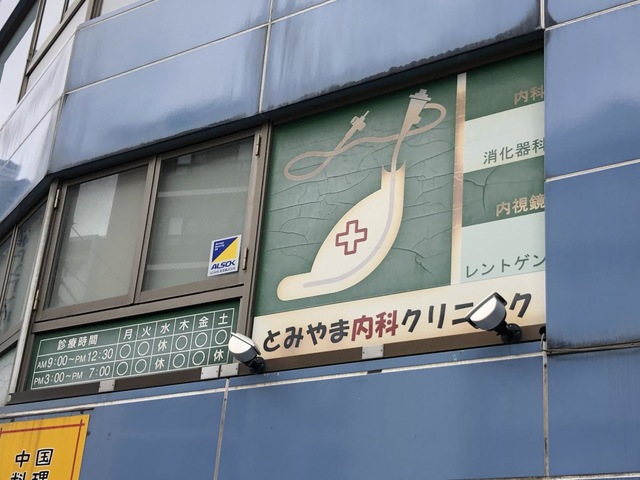 内科
消化器科
内視鏡
レントゲン
とみやま内科クリニック
ALSOK
診療時間 月 火 水 木 金 土
AM 9:00～PM 12:30 ○ ○ 休 ○ ○ ○
PM 3:00～PM 7:00 ○ ○ 休 ○ ○ 休
中国
料理